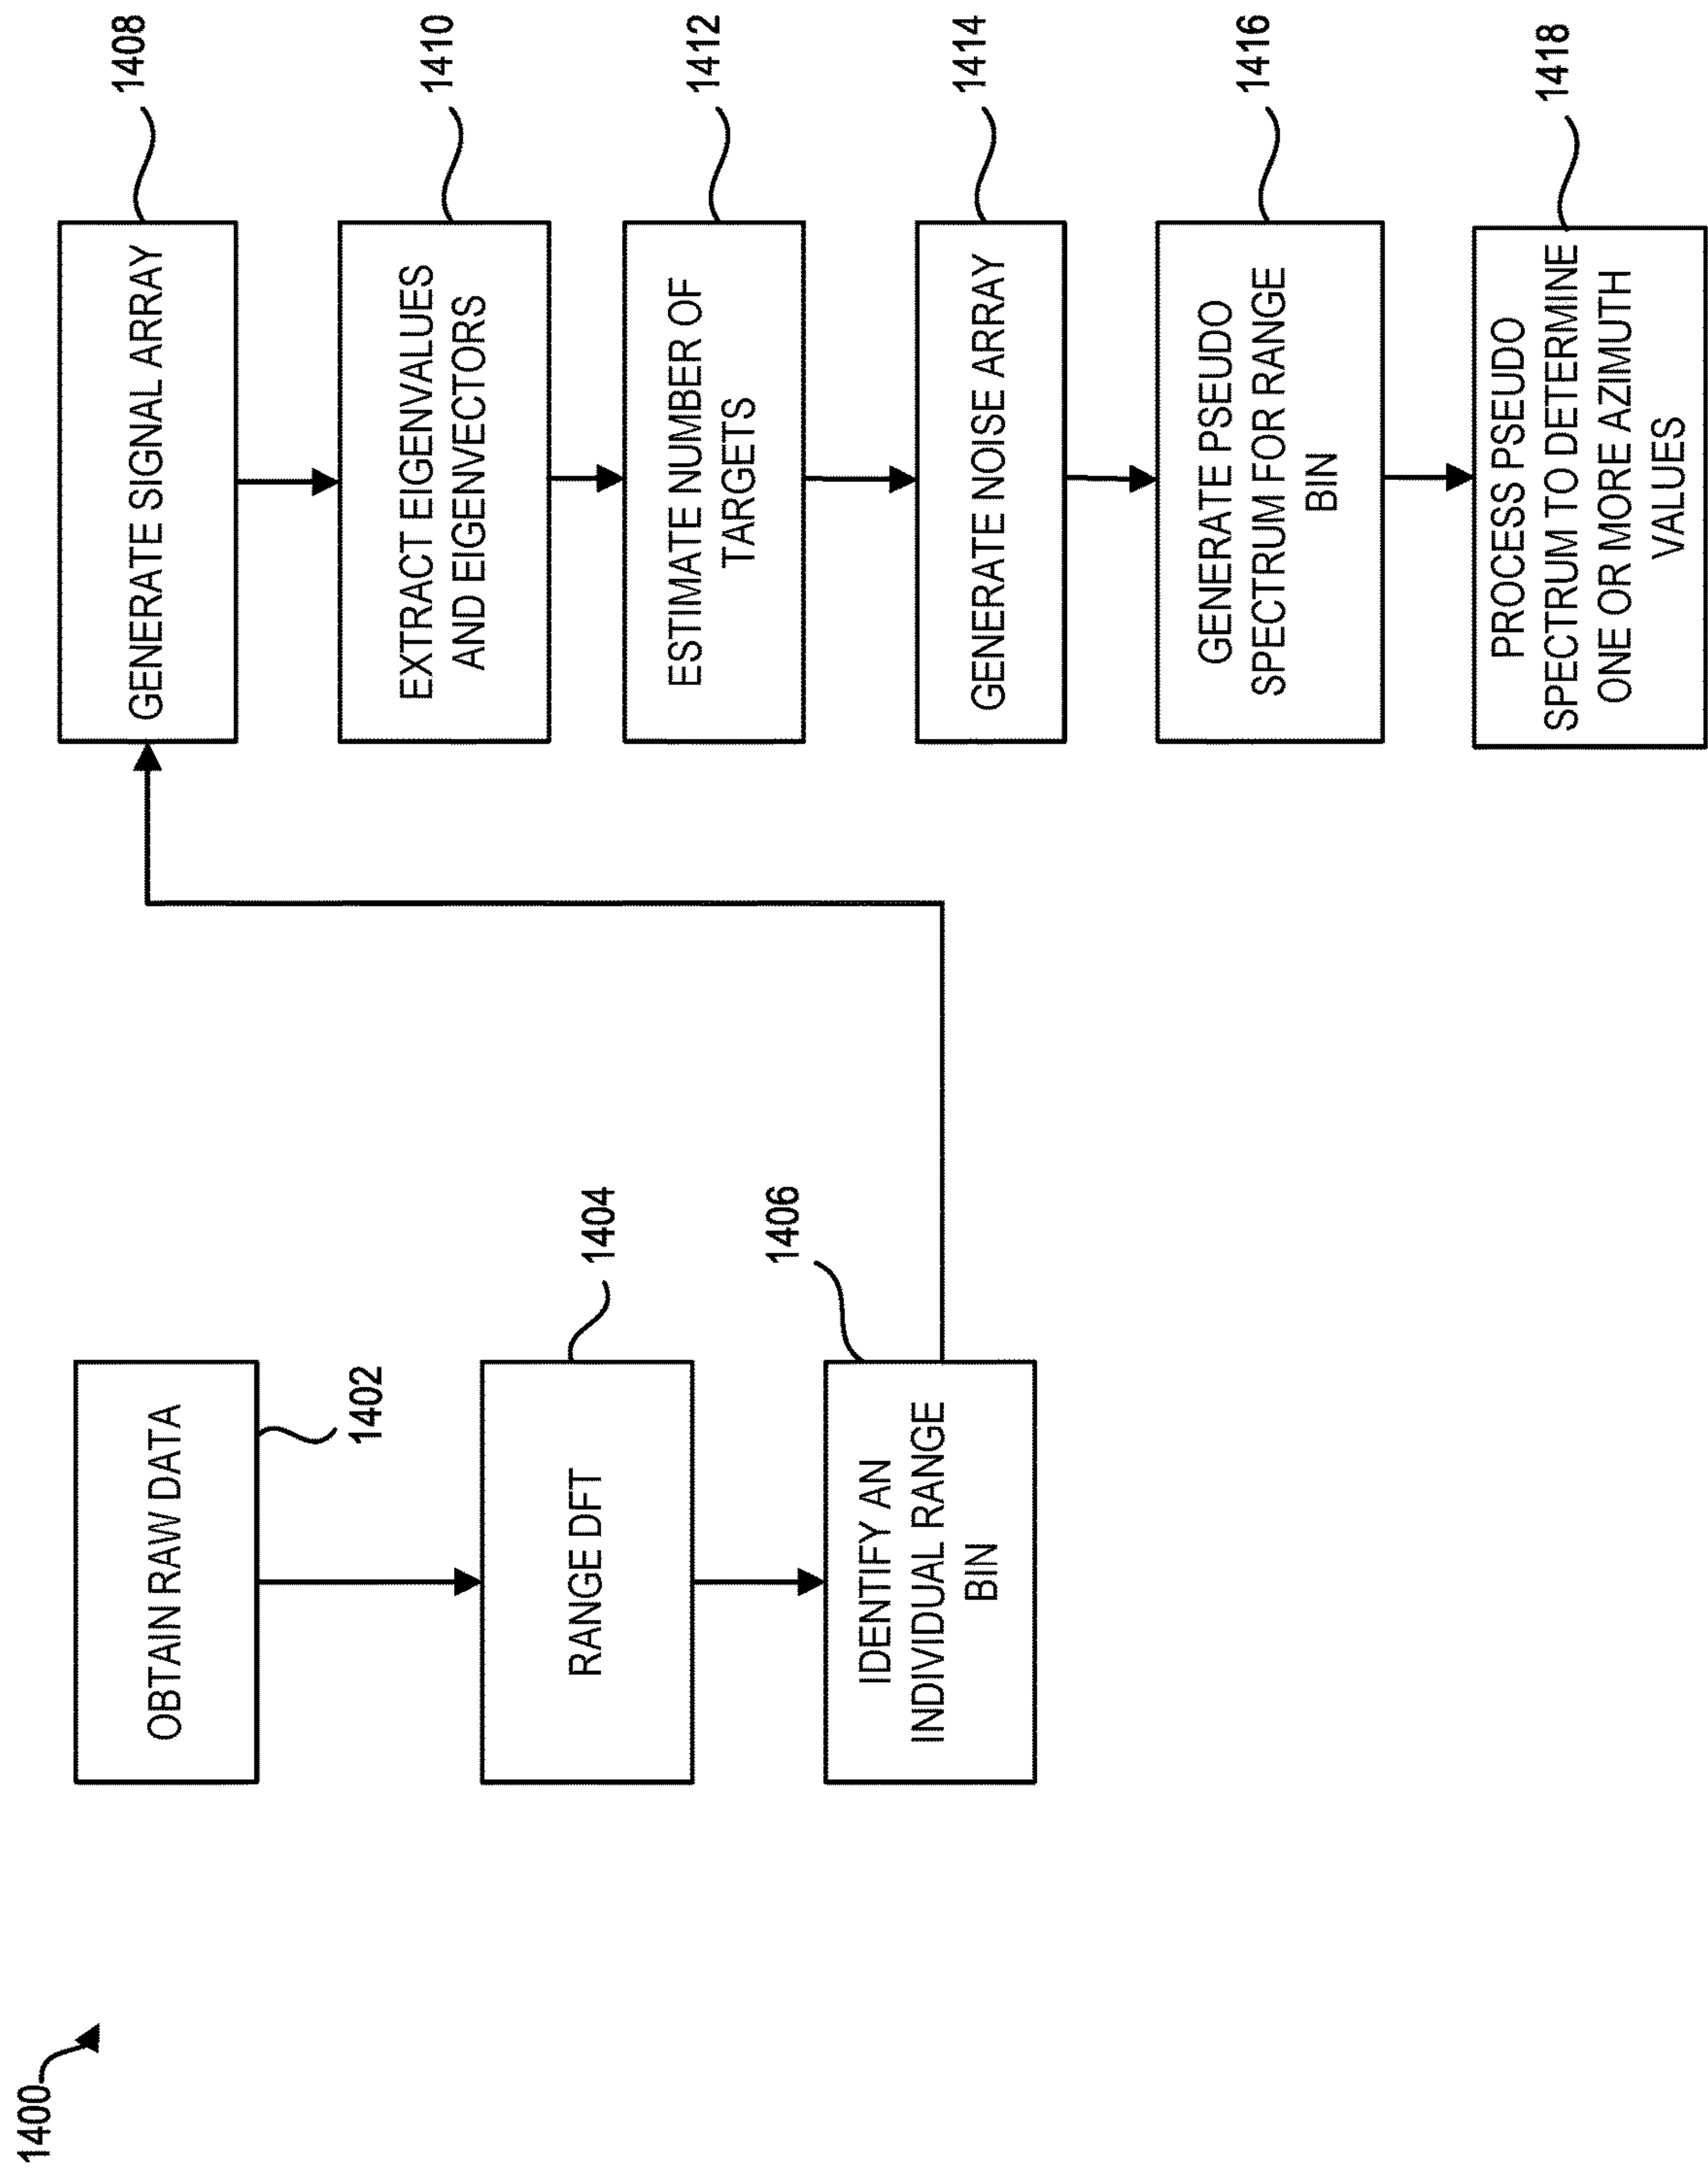 1400
OBTAIN RAW DATA
1402
RANGE DFT
1404
IDENTIFY AN
INDIVIDUAL RANGE
BIN
1406
GENERATE SIGNAL ARRAY
1408
EXTRACT EIGENVALUES
AND EIGENVECTORS
1410
ESTIMATE NUMBER OF
TARGETS
1412
GENERATE NOISE ARRAY
1414
GENERATE PSEUDO
SPECTRUM FOR RANGE
BIN
1416
PROCESS PSEUDO
SPECTRUM TO DETERMINE
ONE OR MORE AZIMUTH
VALUES
1418